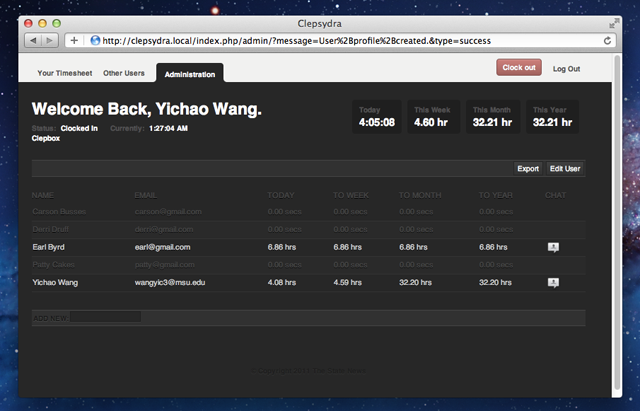 Clepsydra
http://clepsydra.local/index.php/admin/?message=User%2Bprofile%2Bcreated.&type=success
Your Timesheet Other Users Administration Clock out Log Out
Welcome Back, Yichao Wang.
Status: Clocked In Currently: 1:27:04 AM
Clepbox
Today This Week This Month This Year
4:05:08 4.60 hr 32.21 hr 32.21 hr
Export Edit User
NAME EMAIL TODAY TO WEEK TO MONTH TO YEAR CHAT
Carson Busses carson@gmail.com 0.00 secs 0.00 secs 0.00 secs 0.00 secs
Darri Druff darri@gmail.com 0.00 secs 0.00 secs 0.00 secs 0.00 secs
Earl Byrd earl@gmail.com 6.86 hrs 6.86 hrs 6.86 hrs 6.86 hrs
Patty Cakes patty@gmail.com 0.00 secs 0.00 secs 0.00 secs 0.00 secs
Yichao Wang wangyic3@msu.edu 4.08 hrs 4.59 hrs 32.20 hrs 32.20 hrs
ADD NEW